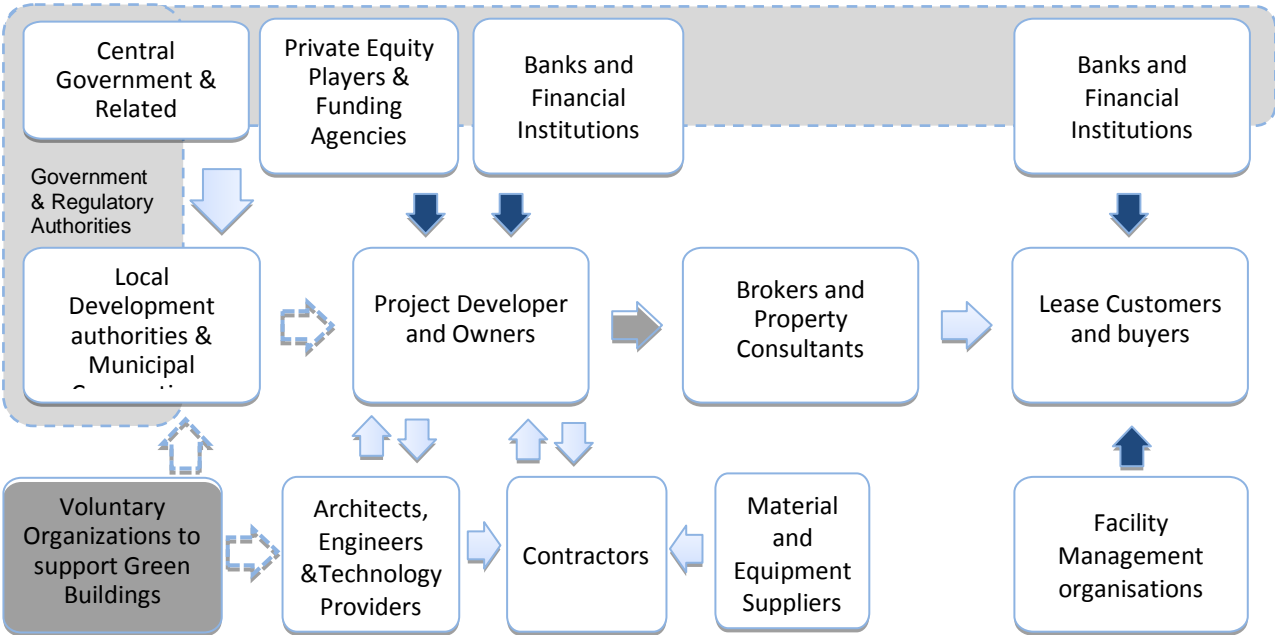 Central
Government &
Related
Private Equity
Players &
Funding
Agencies
Banks and
Financial
Institutions
Banks and
Financial
Institutions
Government
& Regulatory
Authorities
Local
Development
authorities &
Municipal
Project Developer
and Owners
Brokers and
Property
Consultants
Lease Customers
and buyers
Voluntary
Organizations to
support Green
Buildings
Architects,
Engineers
&Technology
Providers
Contractors
Material
and
Equipment
Suppliers
Facility
Management
organisations